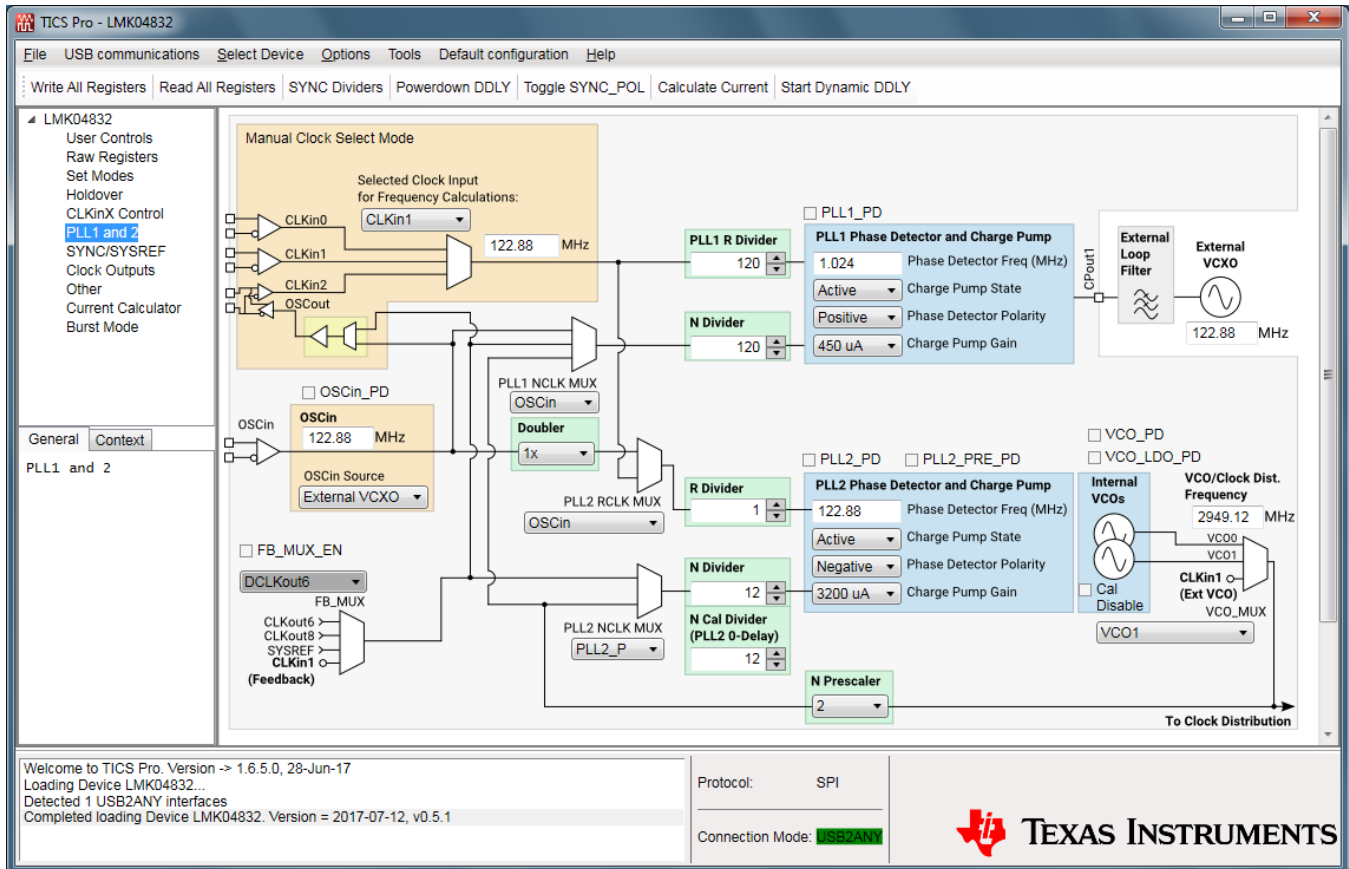 TICS Pro - LMK04832
File USB communications Select Device Options Tools Default configuration Help
Write All Registers Read All Registers SYNC Dividers Powerdown DDLY Toggle SYNC_POL Calculate Current Start Dynamic DDLY
LMK04832
User Controls
Raw Registers
Set Modes
Holdover
CLKinX Control
PLL1 and 2
SYNC/SYSREF
Clock Outputs
Other
Current Calculator
Burst Mode
General Context
PLL1 and 2
Manual Clock Select Mode
Selected Clock Input
for Frequency Calculations:
CLKin1
CLKin0
CLKin1
CLKin2
OSCout
122.88 MHz
PLL1 R Divider
120
N Divider
120
PLL1_PD
PLL1 Phase Detector and Charge Pump
1.024 Phase Detector Freq (MHz)
Active Charge Pump State
Positive Phase Detector Polarity
450 uA Charge Pump Gain
CPout1
External
Loop
Filter
External
VCXO
122.88 MHz
PLL1 NCLK MUX
OSCin
OSCin_PD
OSCin
OSCin
122.88 MHz
OSCin Source
External VCXO
Doubler
1x
PLL2 RCLK MUX
OSCin
R Divider
1
PLL2_PD PLL2_PRE_PD
PLL2 Phase Detector and Charge Pump
122.88 Phase Detector Freq (MHz)
Active Charge Pump State
Negative Phase Detector Polarity
3200 uA Charge Pump Gain
VCO_PD
VCO_LDO_PD
Internal
VCOs
Cal
Disable
VCO/Clock Dist.
Frequency
2949.12 MHz
VCO0
VCO1
CLKin1
(Ext VCO)
VCO_MUX
VCO1
FB_MUX_EN
DCLKout6
FB_MUX
CLKout6
CLKout8
SYSREF
CLKin1
(Feedback)
PLL2 NCLK MUX
PLL2_P
N Divider
12
N Cal Divider
(PLL2 0-Delay)
12
N Prescaler
2
To Clock Distribution
Welcome to TICS Pro. Version -> 1.6.5.0, 28-Jun-17
Loading Device LMK04832...
Detected 1 USB2ANY interfaces
Completed loading Device LMK04832. Version = 2017-07-12, v0.5.1
Protocol: SPI
Connection Mode: USB2ANY
TEXAS INSTRUMENTS